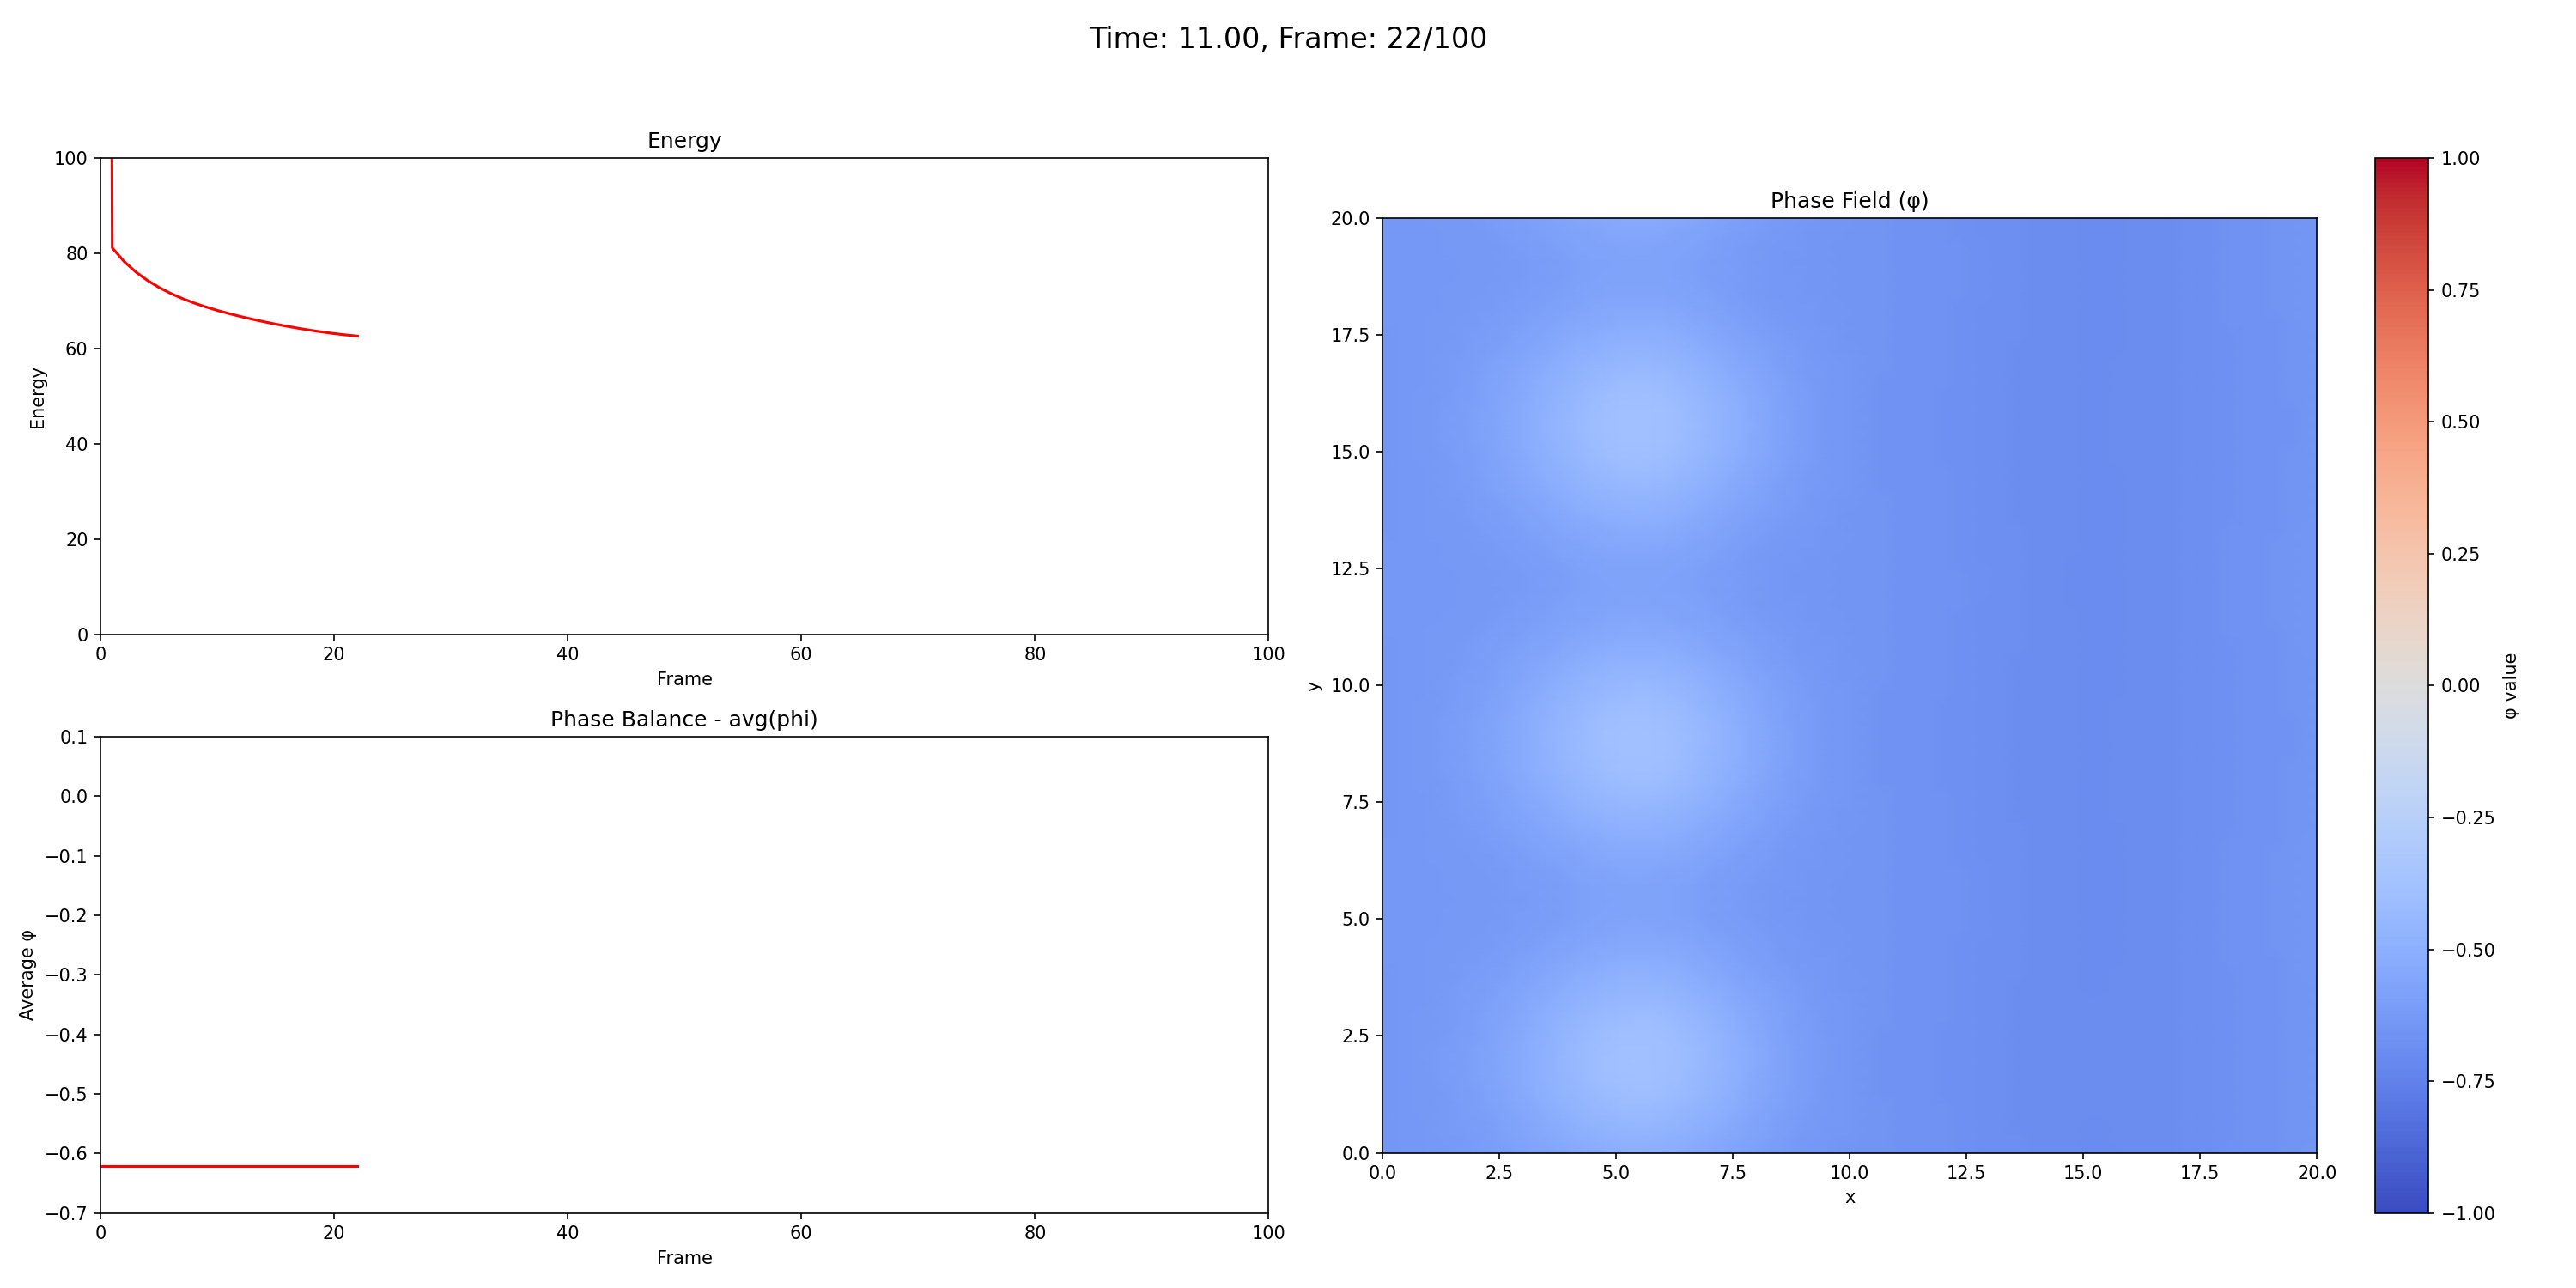 Time: 11.00, Frame: 22/100
Energy
100
80
60
40
20
0
Energy
0 20 40 60 80 100
Frame
Phase Balance - avg(phi)
0.1
0.0
−0.1
−0.2
−0.3
−0.4
−0.5
−0.6
−0.7
Average φ
0 20 40 60 80 100
Frame
Phase Field (φ)
20.0
17.5
15.0
12.5
10.0
7.5
5.0
2.5
0.0
y
0.0 2.5 5.0 7.5 10.0 12.5 15.0 17.5 20.0
x
1.00
0.75
0.50
0.25
0.00
−0.25
−0.50
−0.75
−1.00
φ value